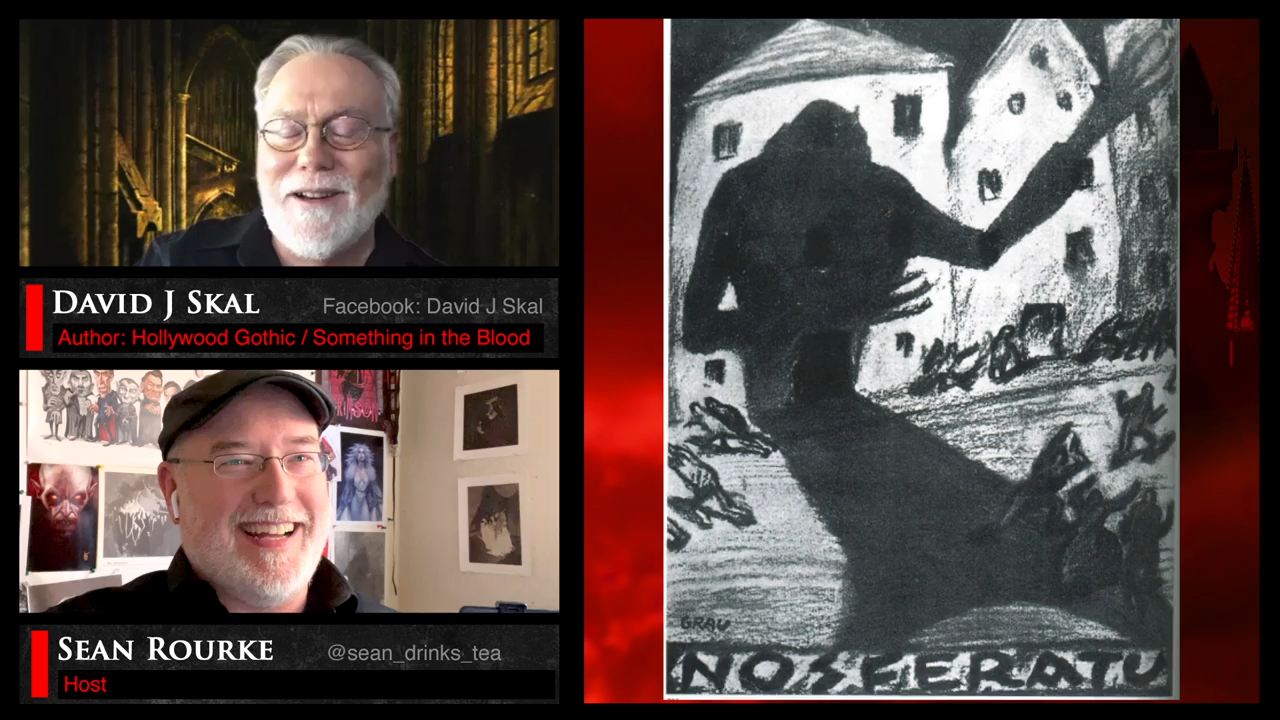 DAVID J SKAL
Facebook: David J Skal
Author: Hollywood Gothic / Something in the Blood
SEAN ROURKE
@sean_drinks_tea
Host
GRAU
NOSFERATU